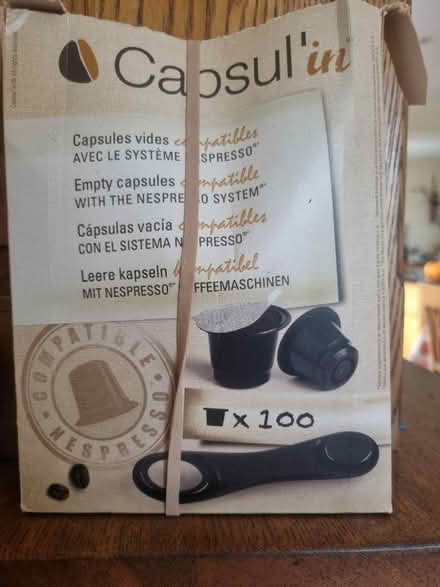 Capsul'in
Capsules vides compatibles
AVEC LE SYSTÈME NESPRESSO
Empty capsules compatible
WITH THE NESPRESSO SYSTEM
Cápsulas vacía compatibles
CON EL SISTEMA NESPRESSO
Leere kapseln kompatibel
MIT NESPRESSO KAFFEEMASCHINEN
COMPATIBLE
NESPRESSO
x 100